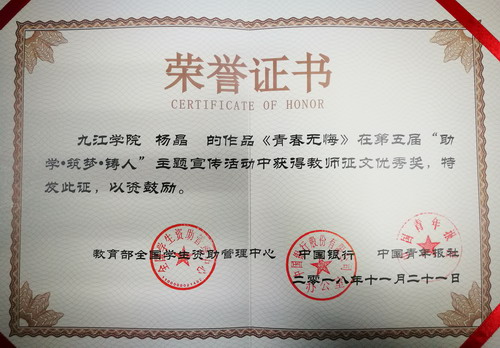 荣誉证书
CERTIFICATE OF HONOR
九江学院 杨晶 的作品《青春无悔》在第五届“助
学·筑梦·铸人”主题宣传活动中获得教师征文优秀奖，特
发此证，以资鼓励。
教育部全国学生资助管理中心 中国银行 中国青年报社
二零一八年十一月二十一日